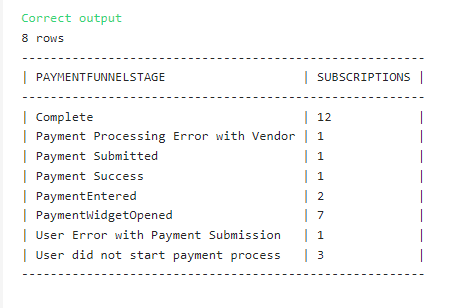 Correct output
8 rows
---------------------------------------------------------
| PAYMENTFUNNELSTAGE | SUBSCRIPTIONS |
---------------------------------------------------------
| Complete | 12 |
| Payment Processing Error with Vendor | 1 |
| Payment Submitted | 1 |
| Payment Success | 1 |
| PaymentEntered | 2 |
| PaymentWidgetOpened | 7 |
| User Error with Payment Submission | 1 |
| User did not start payment process | 3 |
---------------------------------------------------------